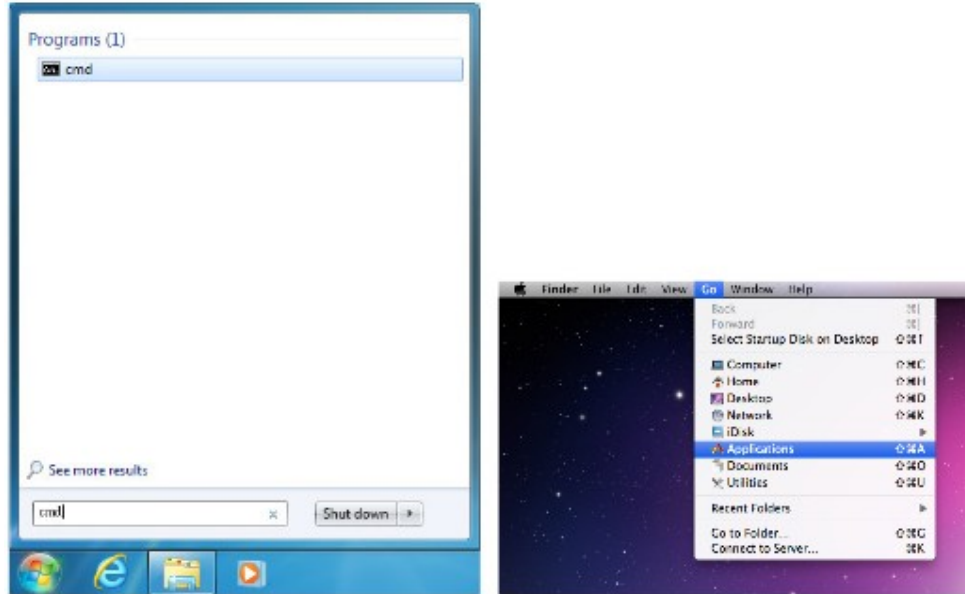 Programs (1)
cmd
See more results
cmd
Shut down
Finder File Edit View Go Window Help
Back
Forward
Select Startup Disk on Desktop
Computer ⇧⌘C
Home ⇧⌘H
Desktop ⇧⌘D
Network ⇧⌘K
iDisk
Applications ⇧⌘A
Documents ⇧⌘O
Utilities ⇧⌘U
Recent Folders
Go to Folder... ⇧⌘G
Connect to Server... ⌘K